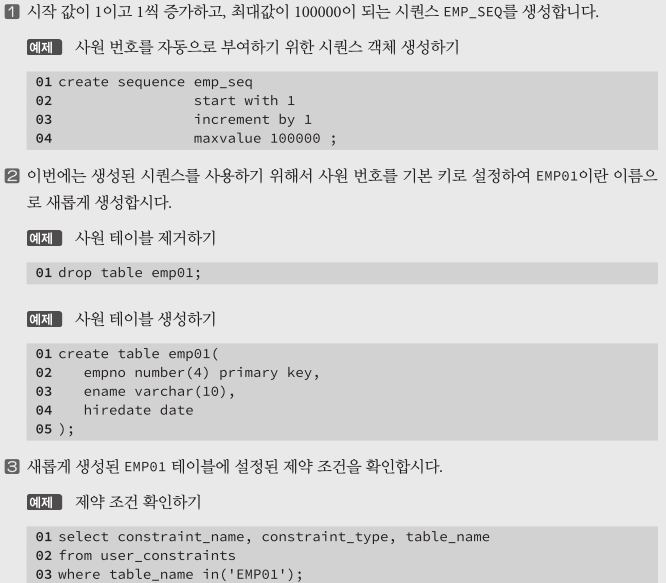 1 시작 값이 1이고 1씩 증가하고, 최대값이 100000이 되는 시퀀스 EMP_SEQ를 생성합니다.
예제 사원 번호를 자동으로 부여하기 위한 시퀀스 객체 생성하기
01 create sequence emp_seq
02 start with 1
03 increment by 1
04 maxvalue 100000 ;
2 이번에는 생성된 시퀀스를 사용하기 위해서 사원 번호를 기본 키로 설정하여 EMP01이란 이름으
로 새롭게 생성합시다.
예제 사원 테이블 제거하기
01 drop table emp01;
예제 사원 테이블 생성하기
01 create table emp01(
02 empno number(4) primary key,
03 ename varchar(10),
04 hiredate date
05 );
3 새롭게 생성된 EMP01 테이블에 설정된 제약 조건을 확인합시다.
예제 제약 조건 확인하기
01 select constraint_name, constraint_type, table_name
02 from user_constraints
03 where table_name in('EMP01');